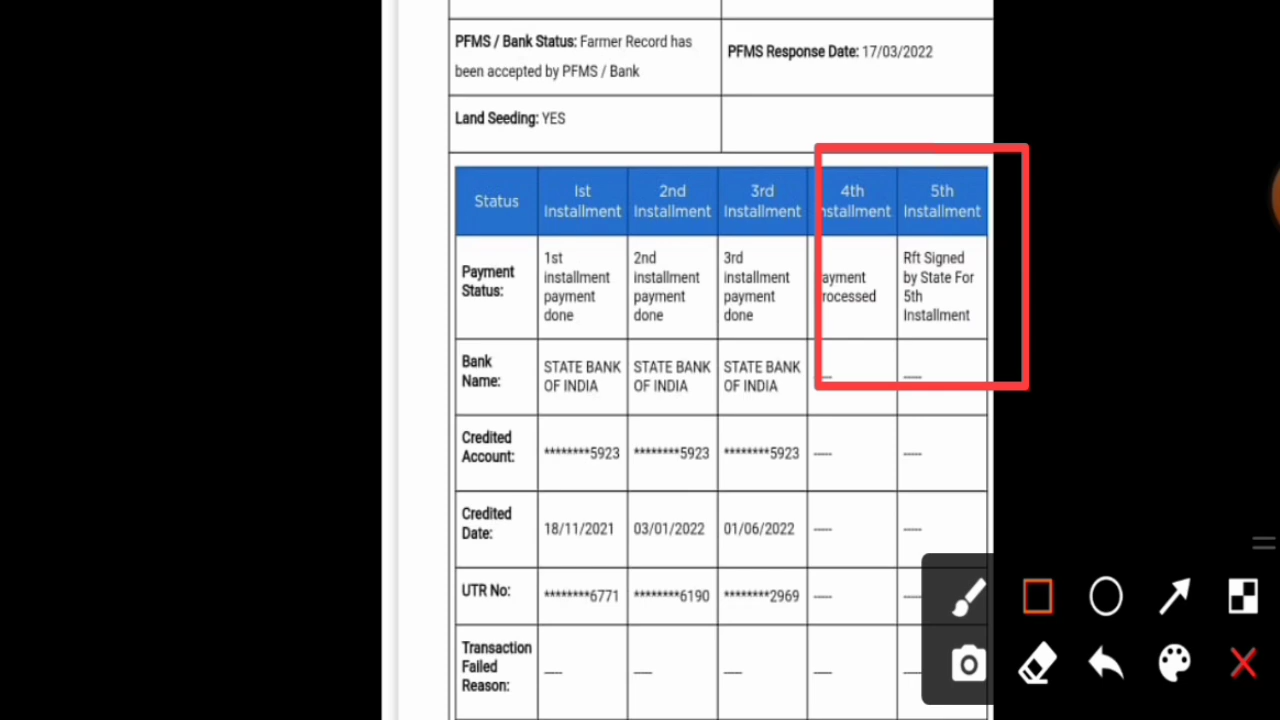 PFMS / Bank Status: Farmer Record has
been accepted by PFMS / Bank
PFMS Response Date: 17/03/2022
Land Seeding: YES
Status
Ist
Installment
2nd
Installment
3rd
Installment
4th
nstallment
5th
Installment
Payment
Status:
1st
installment
payment
done
2nd
installment
payment
done
3rd
installment
payment
done
ayment
rocessed
Rft Signed
by State For
5th
Installment
Bank
Name:
STATE BANK
OF INDIA
STATE BANK
OF INDIA
STATE BANK
OF INDIA
----
----
Credited
Account:
********5923
********5923
********5923
----
----
Credited
Date:
18/11/2021
03/01/2022
01/06/2022
----
----
UTR No:
********6771
********6190
********2969
----
----
Transaction
Failed
Reason:
----
----
----
----
----